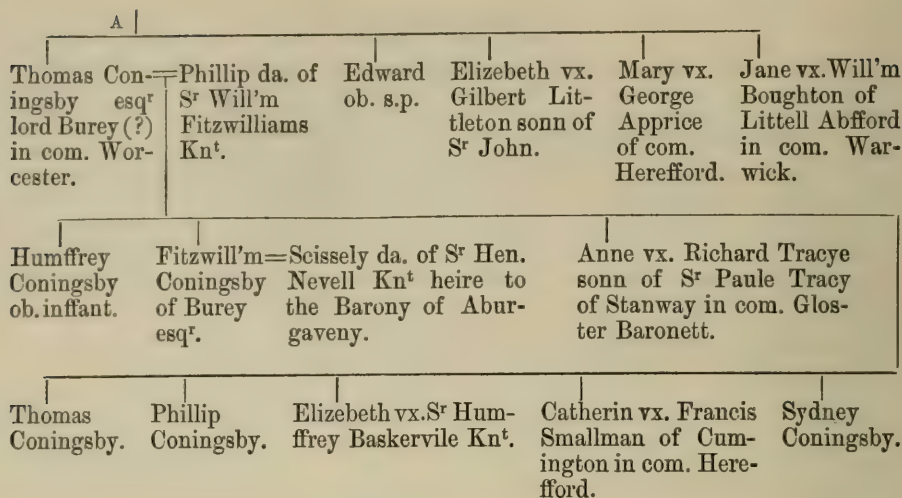 A
Thomas Con-
ingsby esqʳ
lord Burey (?)
in com. Wor-
cester.
Phillip da. of
Sʳ Will'm
Fitzwilliams
Knᵗ.
Edward
ob. s.p.
Elizebeth vx.
Gilbert Lit-
tleton sonn of
Sʳ John.
Mary vx.
George
Apprice
of com.
Herefford.
Jane vx. Will'm
Boughton of
Littell Abfford
in com. War-
wick.
Humffrey
Coningsby
ob. inffant.
Fitzwill'm
Coningsby
of Burey
esqʳ.
Scissely da. of Sʳ Hen.
Nevell Knᵗ heire to
the Barony of Abur-
gaveny.
Anne vx. Richard Tracye
sonn of Sʳ Paule Tracy
of Stanway in com. Glos-
ter Baronett.
Thomas
Coningsby.
Phillip
Coningsby.
Elizebeth vx. Sʳ Hum-
ffrey Baskervile Knᵗ.
Catherin vx. Francis
Smallman of Cum-
ington in com. Here-
fford.
Sydney
Coningsby.